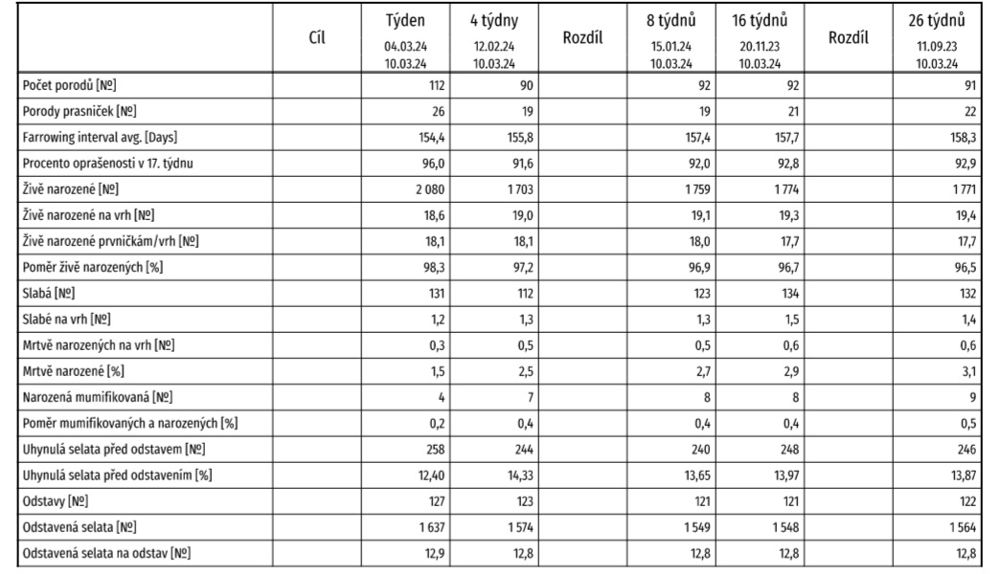 Cíl Týden 4 týdny Rozdíl 8 týdnů 16 týdnů Rozdíl 26 týdnů
04.03.24 12.02.24 15.01.24 20.11.23 11.09.23
10.03.24 10.03.24 10.03.24 10.03.24 10.03.24
Počet porodů [№] 112 90 92 92 91
Porody prasniček [№] 26 19 19 21 22
Farrowing interval avg. [Days] 154,4 155,8 157,4 157,7 158,3
Procento oprašenosti v 17. týdnu 96,0 91,6 92,0 92,8 92,9
Živě narozené [№] 2 080 1 703 1 759 1 774 1 771
Živě narozené na vrh [№] 18,6 19,0 19,1 19,3 19,4
Živě narozené prvničkám/vrh [№] 18,1 18,1 18,0 17,7 17,7
Poměr živě narozených [%] 98,3 97,2 96,9 96,7 96,5
Slabá [№] 131 112 123 134 132
Slabé na vrh [№] 1,2 1,3 1,3 1,5 1,4
Mrtvě narozených na vrh [№] 0,3 0,5 0,5 0,6 0,6
Mrtvě narozené [%] 1,5 2,5 2,7 2,9 3,1
Narozená mumifikovaná [№] 4 7 8 8 9
Poměr mumifikovaných a narozených [%] 0,2 0,4 0,4 0,4 0,5
Uhynulá selata před odstavem [№] 258 244 240 248 246
Uhynulá selata před odstavením [%] 12,40 14,33 13,65 13,97 13,87
Odstavy [№] 127 123 121 121 122
Odstavená selata [№] 1 637 1 574 1 549 1 548 1 564
Odstavená selata na odstav [№] 12,9 12,8 12,8 12,8 12,8